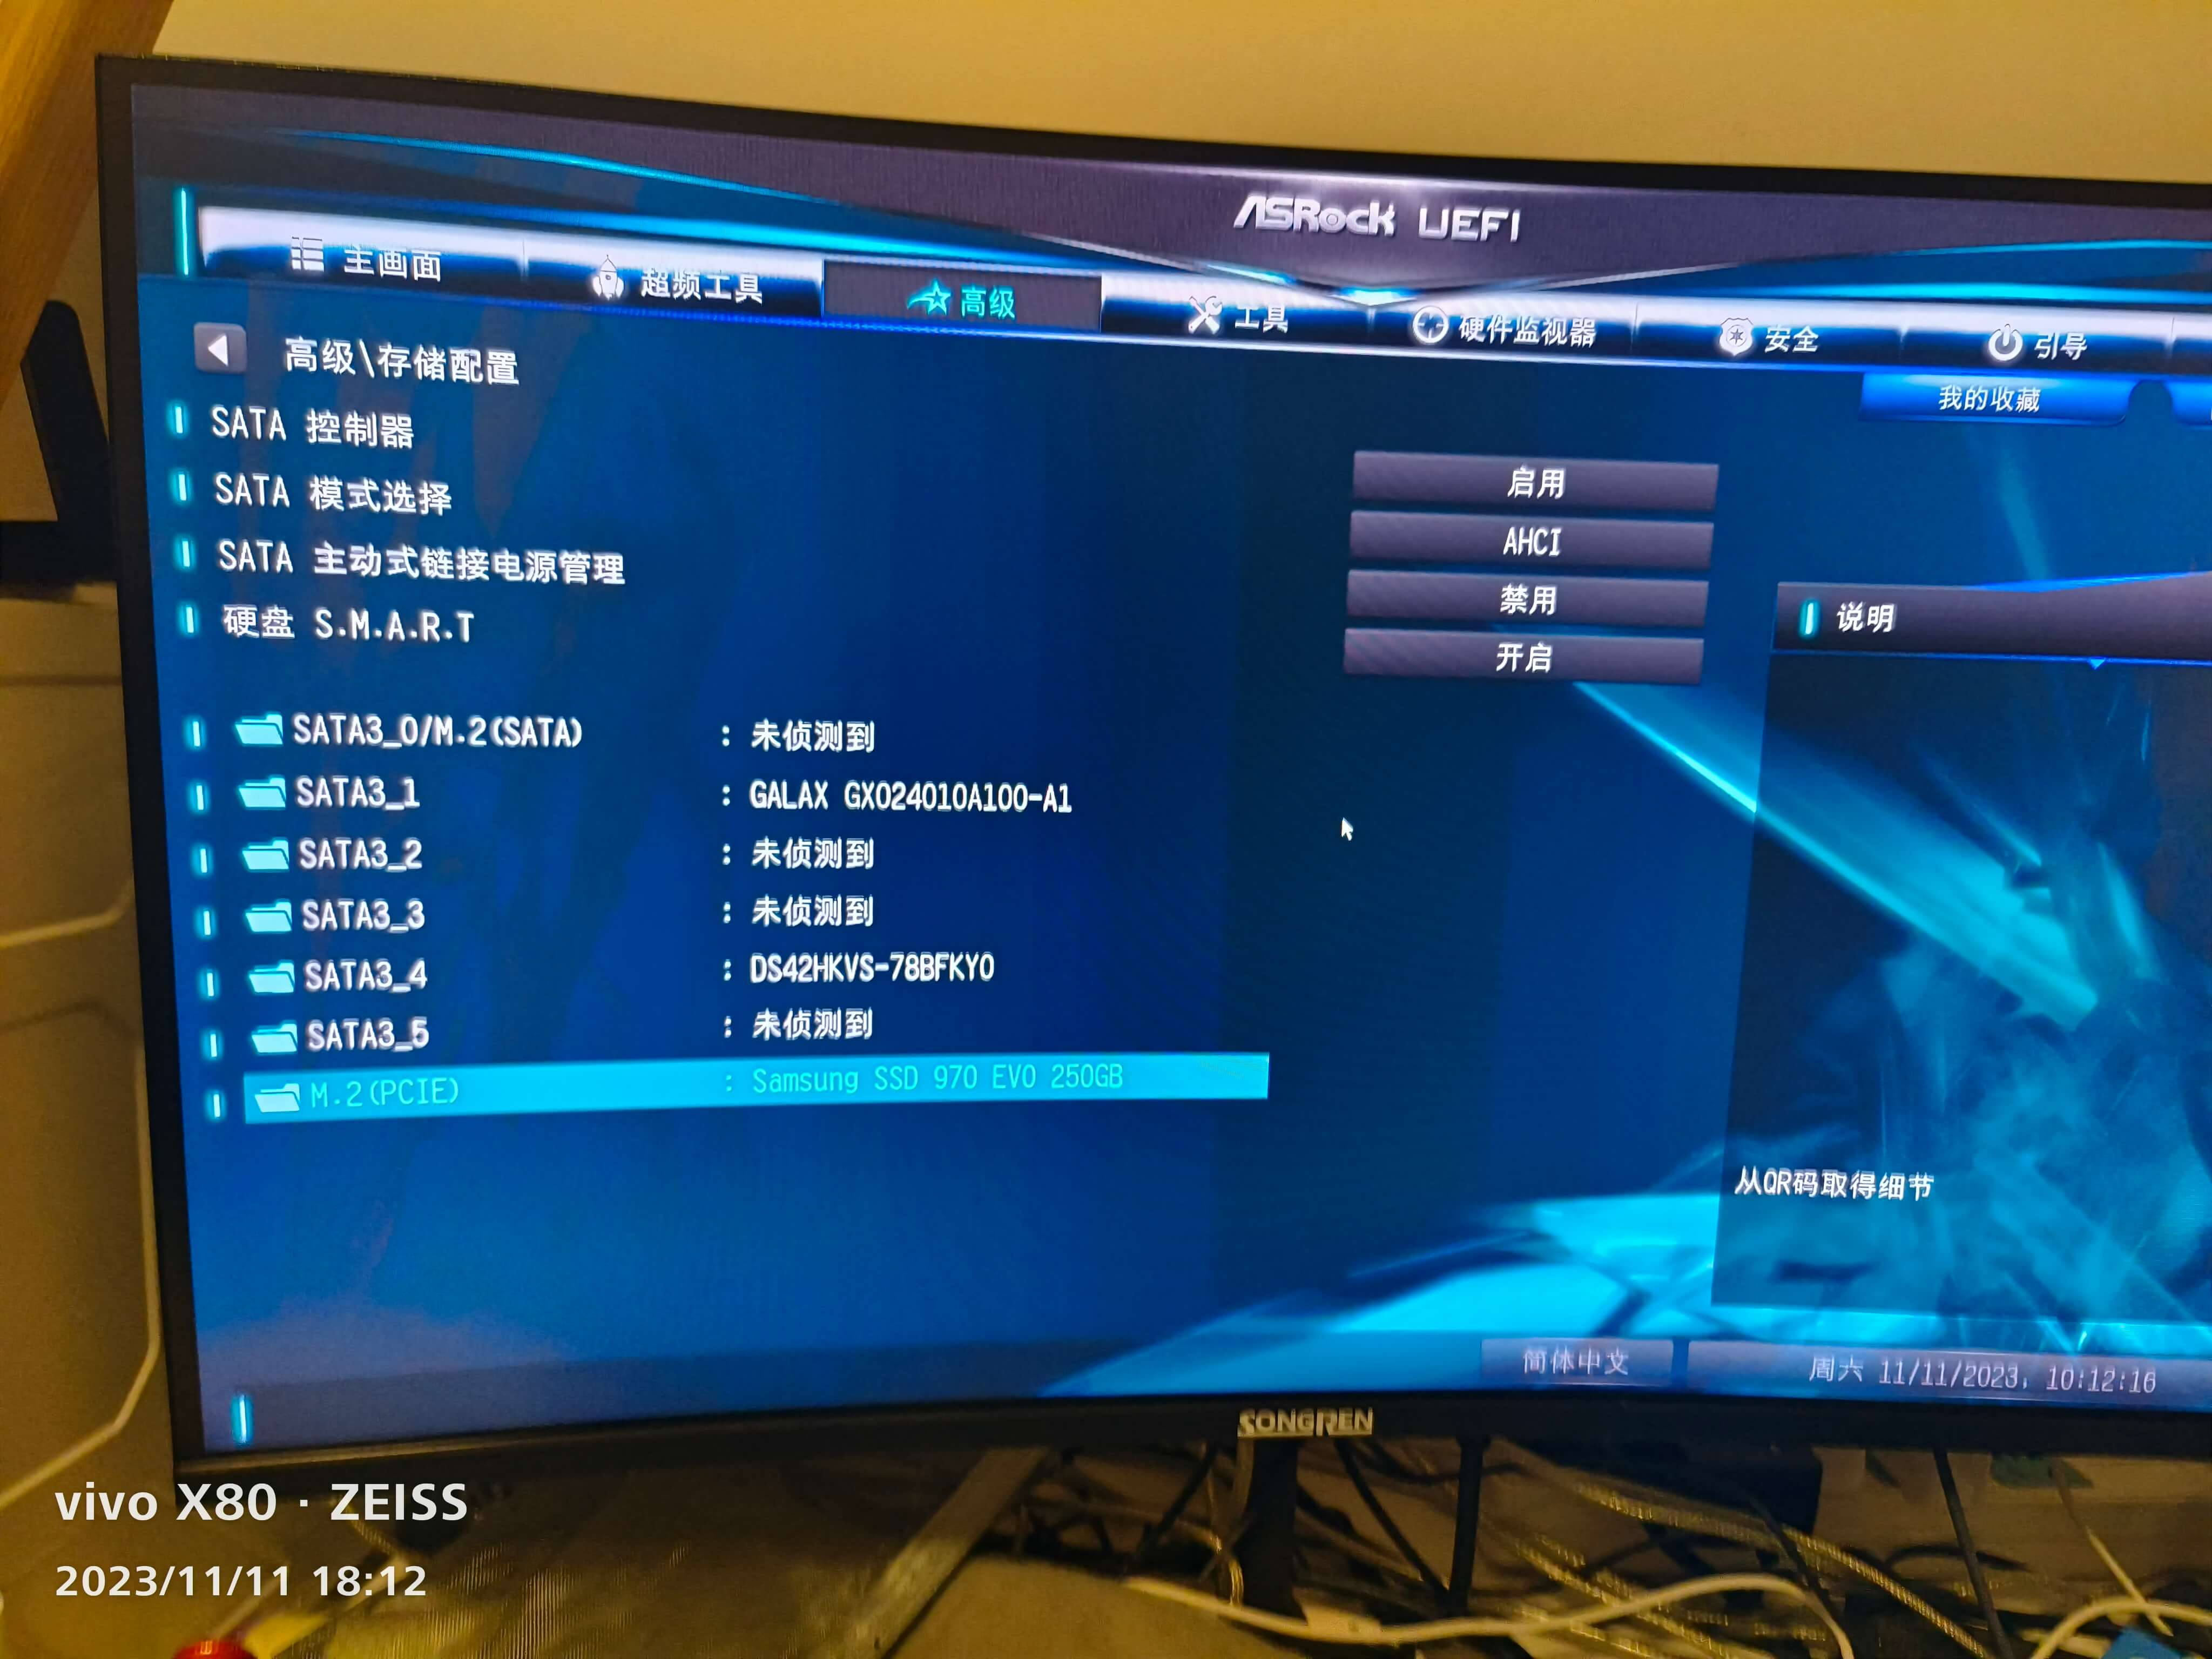 ASRock UEFI
主画面
超频工具
高级
工具
硬件监视器
安全
引导
我的收藏
高级\存储配置
SATA 控制器 启用
SATA 模式选择 AHCI
SATA 主动式链接电源管理 禁用
硬盘 S.M.A.R.T 开启
说明
SATA3_0/M.2(SATA) : 未侦测到
SATA3_1 : GALAX GX024010A100-A1
SATA3_2 : 未侦测到
SATA3_3 : 未侦测到
SATA3_4 : DS42HKVS-78BFKY0
SATA3_5 : 未侦测到
M.2(PCIE) : Samsung SSD 970 EVO 250GB
从QR码取得细节
简体中文
周六 11/11/2023, 10:12:16
SONGREN
vivo X80 · ZEISS
2023/11/11 18:12